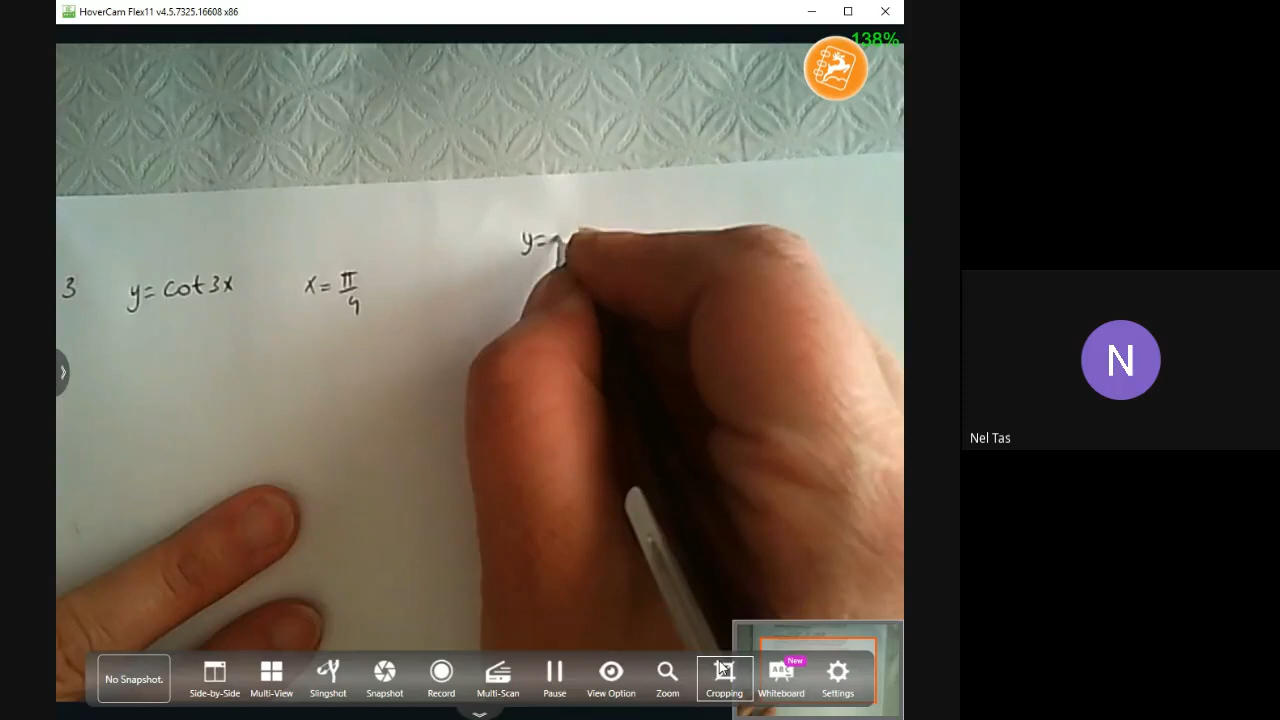 HoverCam Flex11 v4.5.7325.16608 x86
138%
y=
3 y = cot 3x x = π/4
N
Nel Tas
No Snapshot.
Side-by-Side
Multi-View
Slingshot
Snapshot
Record
Multi-Scan
Pause
View Option
Zoom
Cropping
New
ABC
Whiteboard
Settings